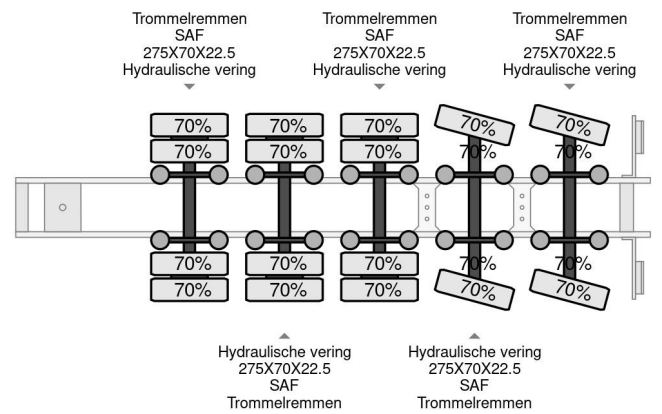 Trommelremmen
SAF
275X70X22.5
Hydraulische vering
Trommelremmen
SAF
275X70X22.5
Hydraulische vering
Trommelremmen
SAF
275X70X22.5
Hydraulische vering
70% 70% 70% 70% 70%
70% 70% 70% 70% 70%
70% 70% 70% 70% 70%
70% 70% 70% 70% 70%
Hydraulische vering
275X70X22.5
SAF
Trommelremmen
Hydraulische vering
275X70X22.5
SAF
Trommelremmen